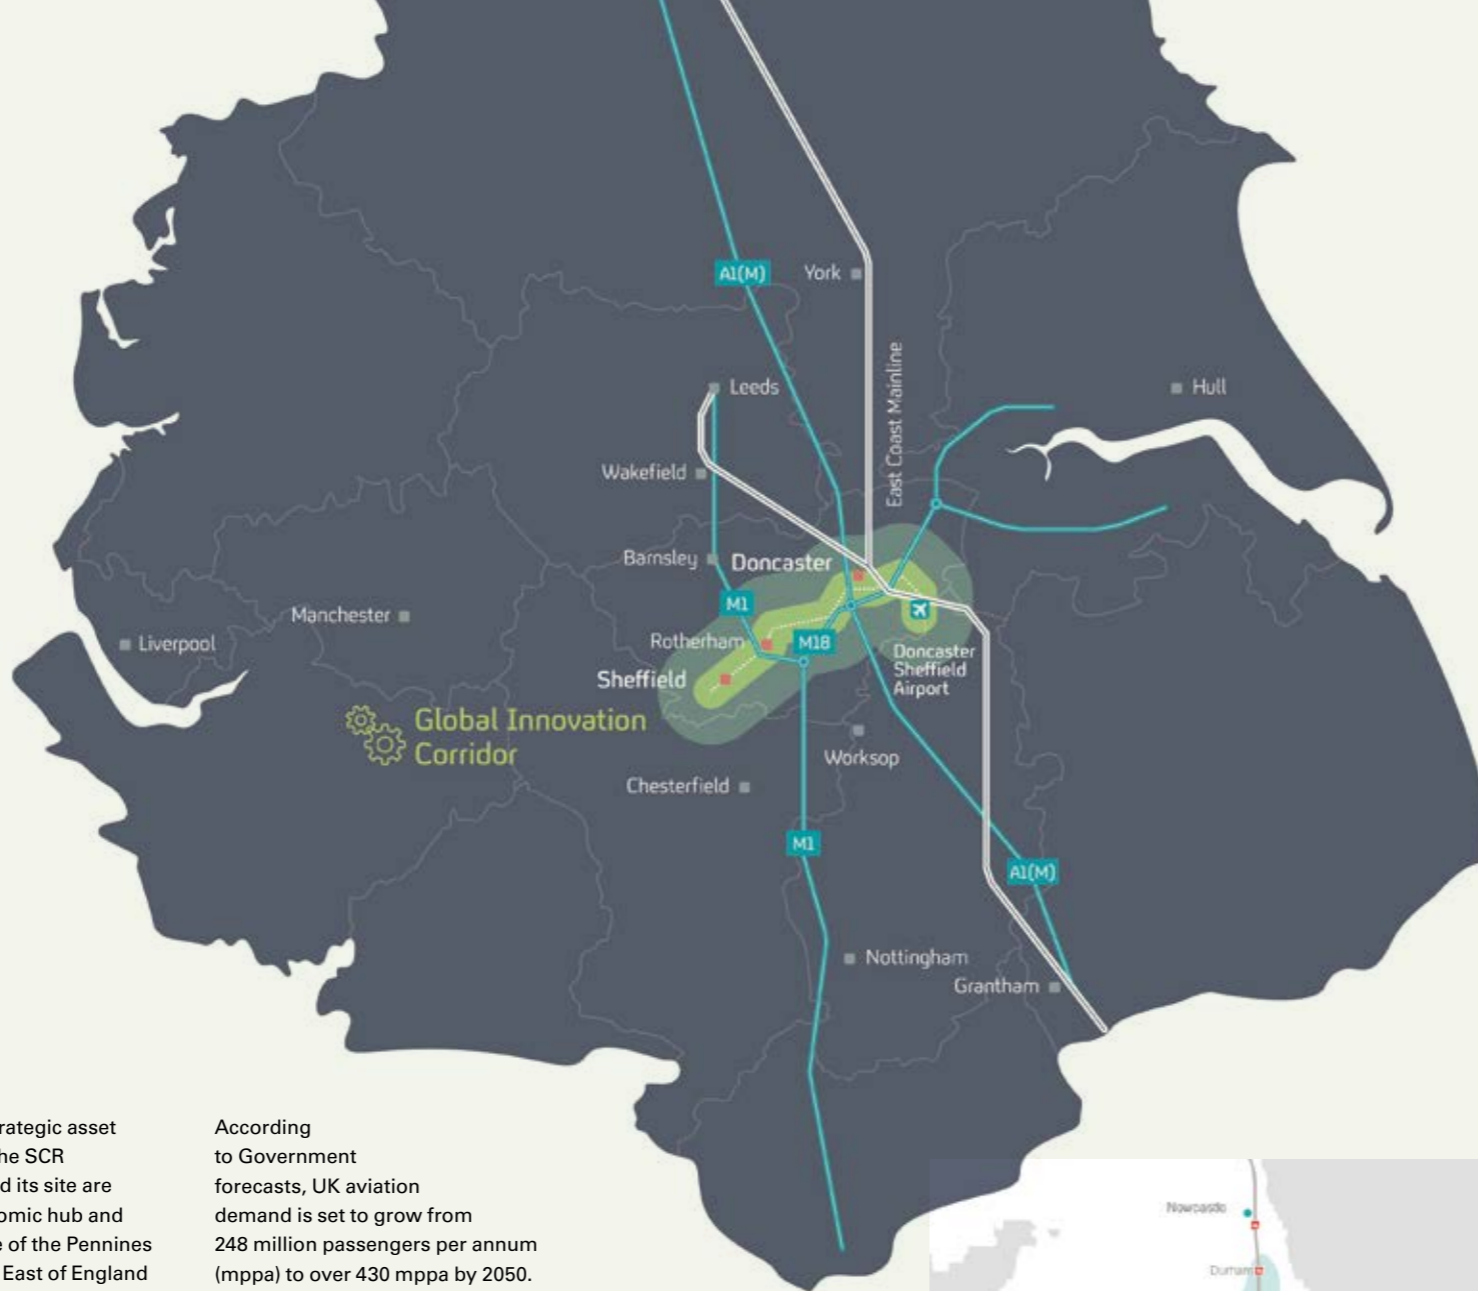 A1(M)
York
East Coast Mainline
Leeds
Hull
Wakefield
Barnsley
Doncaster
M1
Manchester
Liverpool
Rotherham
M18
Doncaster
Sheffield
Airport
Sheffield
Global Innovation
Corridor
Worksop
Chesterfield
M1
A1(M)
Nottingham
Grantham
rategic asset
he SCR
d its site are
omic hub and
e of the Pennines
East of England
According
to Government
forecasts, UK aviation
demand is set to grow from
248 million passengers per annum
(mppa) to over 430 mppa by 2050.
Newcastle
Durham